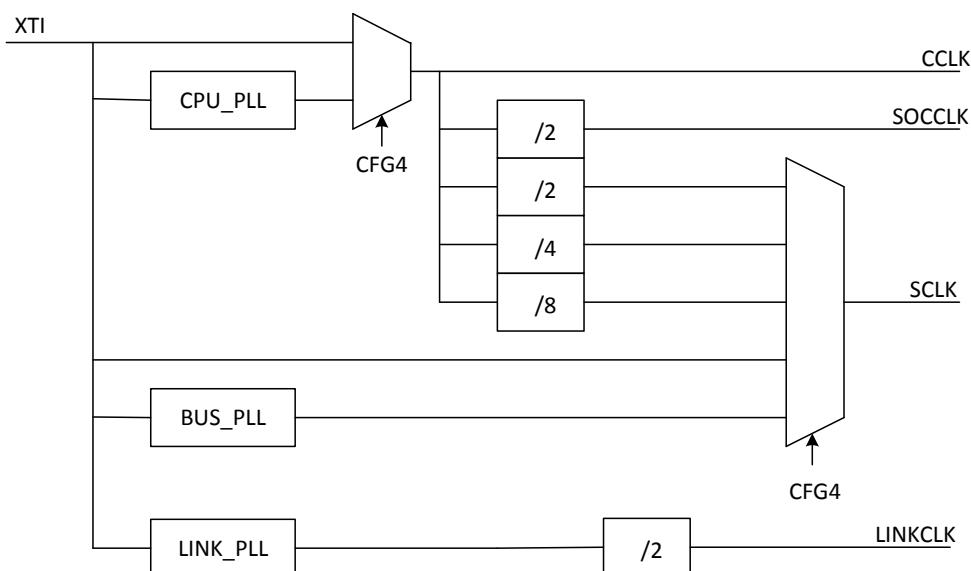 XTI
CCLK
CPU_PLL
CFG4
/2
SOCCLK
/2
/4
/8
SCLK
BUS_PLL
CFG4
LINK_PLL
/2
LINKCLK